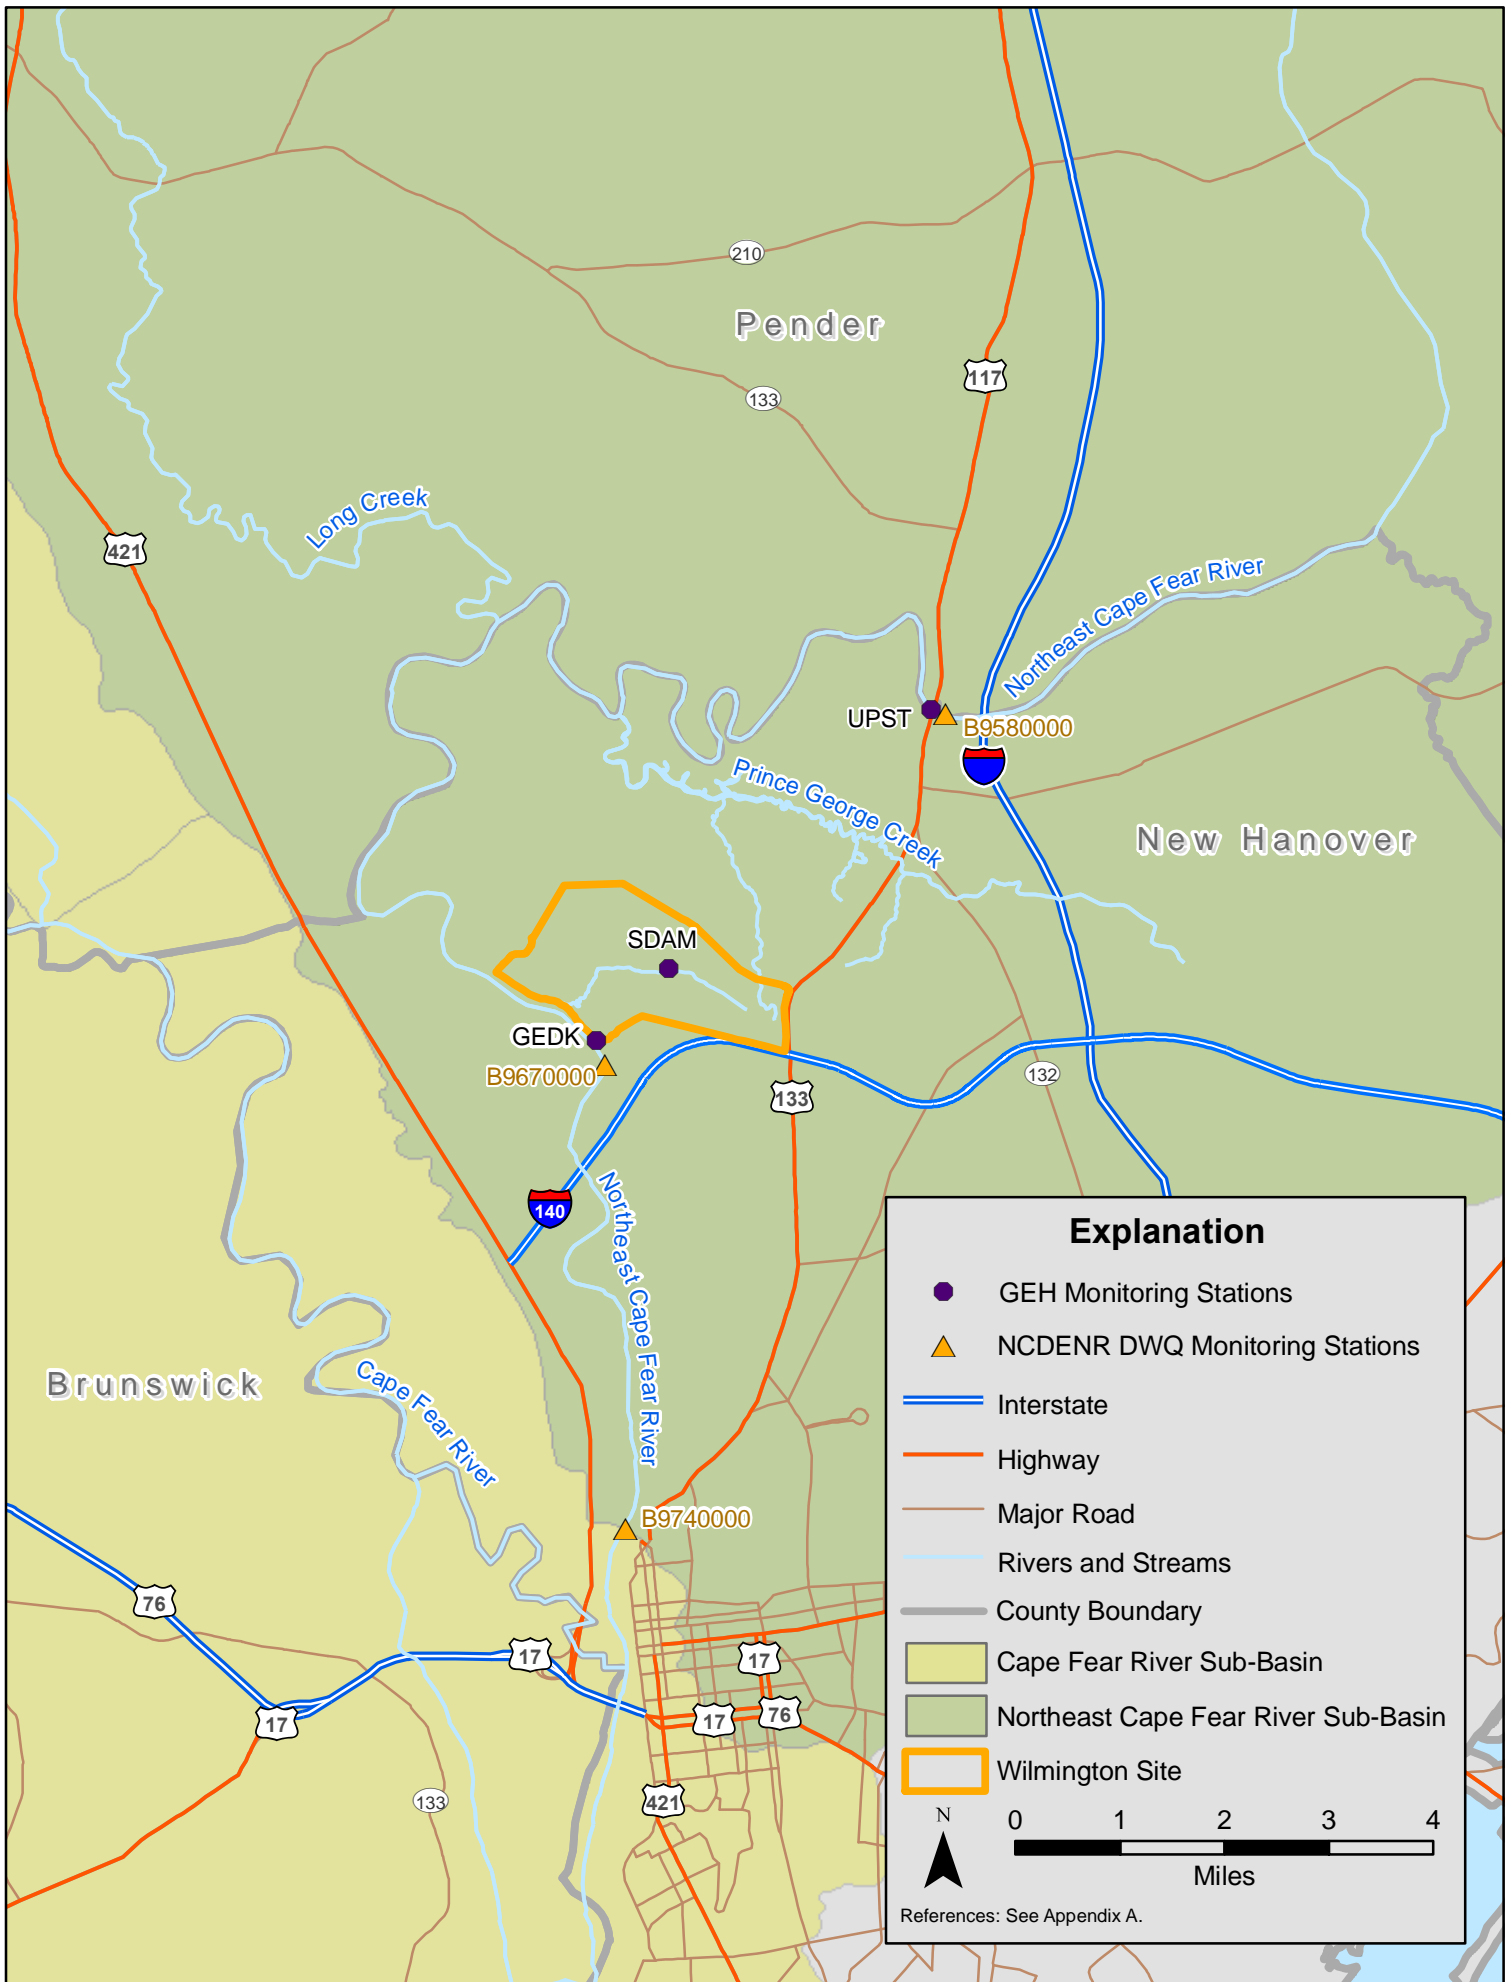 210
Pender
117
133
Long Creek
421
Northeast Cape Fear River
UPST
B9580000
Prince George Creek
New Hanover
SDAM
GEDK
B9670000
132
133
140
Northeast Cape Fear River
Brunswick
Cape Fear River
B9740000
76
17
17
17
17
76
133
421
Explanation
GEH Monitoring Stations
NCDENR DWQ Monitoring Stations
Interstate
Highway
Major Road
Rivers and Streams
County Boundary
Cape Fear River Sub-Basin
Northeast Cape Fear River Sub-Basin
Wilmington Site
N
0 1 2 3 4
Miles
References: See Appendix A.